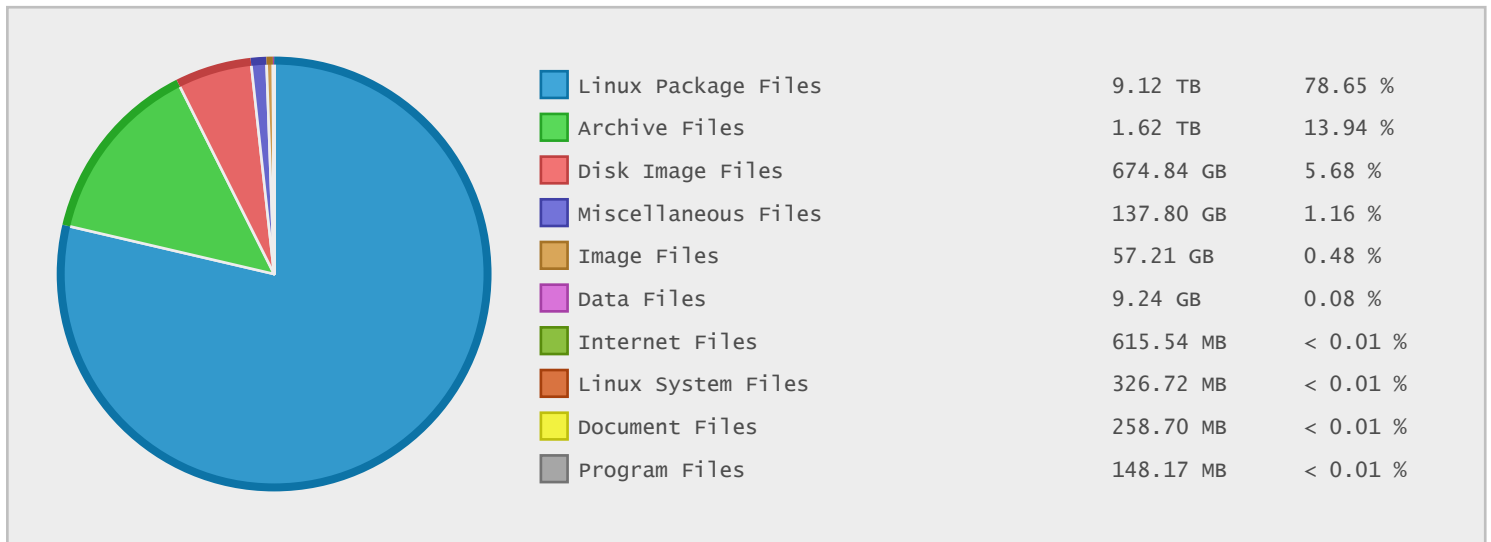 Linux Package Files 9.12 TB 78.65 %
Archive Files 1.62 TB 13.94 %
Disk Image Files 674.84 GB 5.68 %
Miscellaneous Files 137.80 GB 1.16 %
Image Files 57.21 GB 0.48 %
Data Files 9.24 GB 0.08 %
Internet Files 615.54 MB < 0.01 %
Linux System Files 326.72 MB < 0.01 %
Document Files 258.70 MB < 0.01 %
Program Files 148.17 MB < 0.01 %